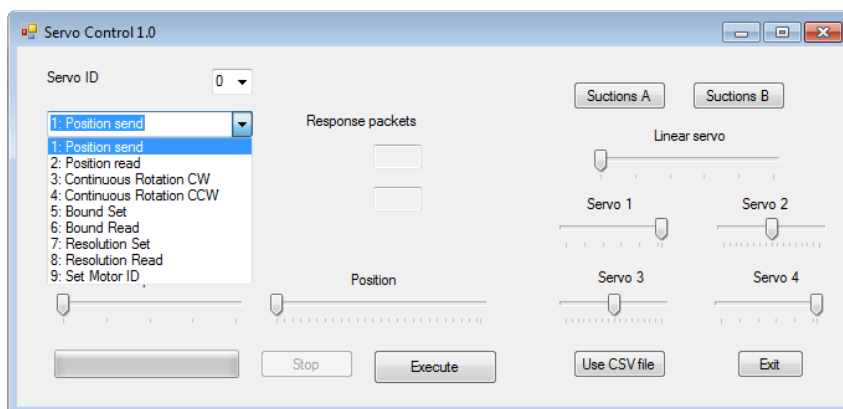 Servo Control 1.0
Servo ID
0
Suctions A
Suctions B
1: Position send
Response packets
Linear servo
1: Position send
2: Position read
3: Continuous Rotation CW
4: Continuous Rotation CCW
5: Bound Set
6: Bound Read
7: Resolution Set
8: Resolution Read
9: Set Motor ID
Servo 1
Servo 2
Position
Servo 3
Servo 4
Stop
Execute
Use CSV file
Exit